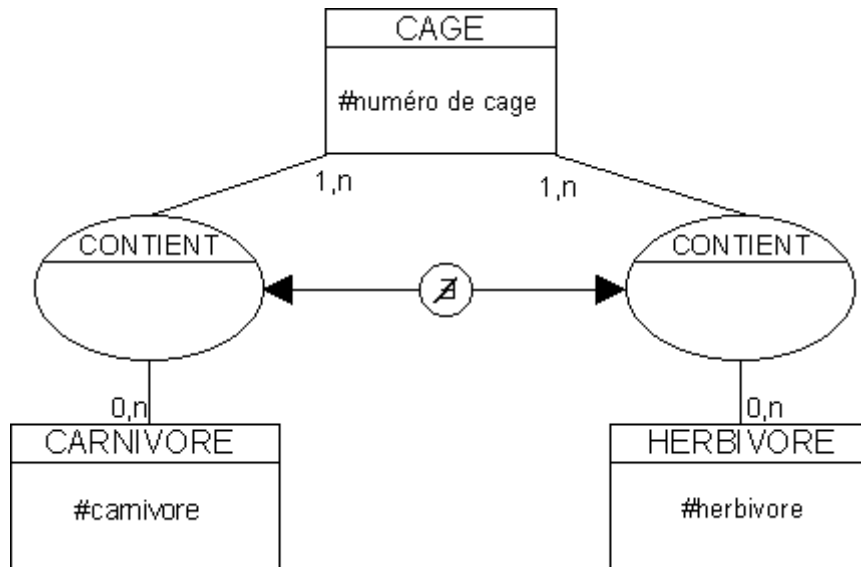 CAGE
#numéro de cage
1,n
1,n
CONTIENT
CONTIENT
∄
0,n
0,n
CARNIVORE
HERBIVORE
#carnivore
#herbivore